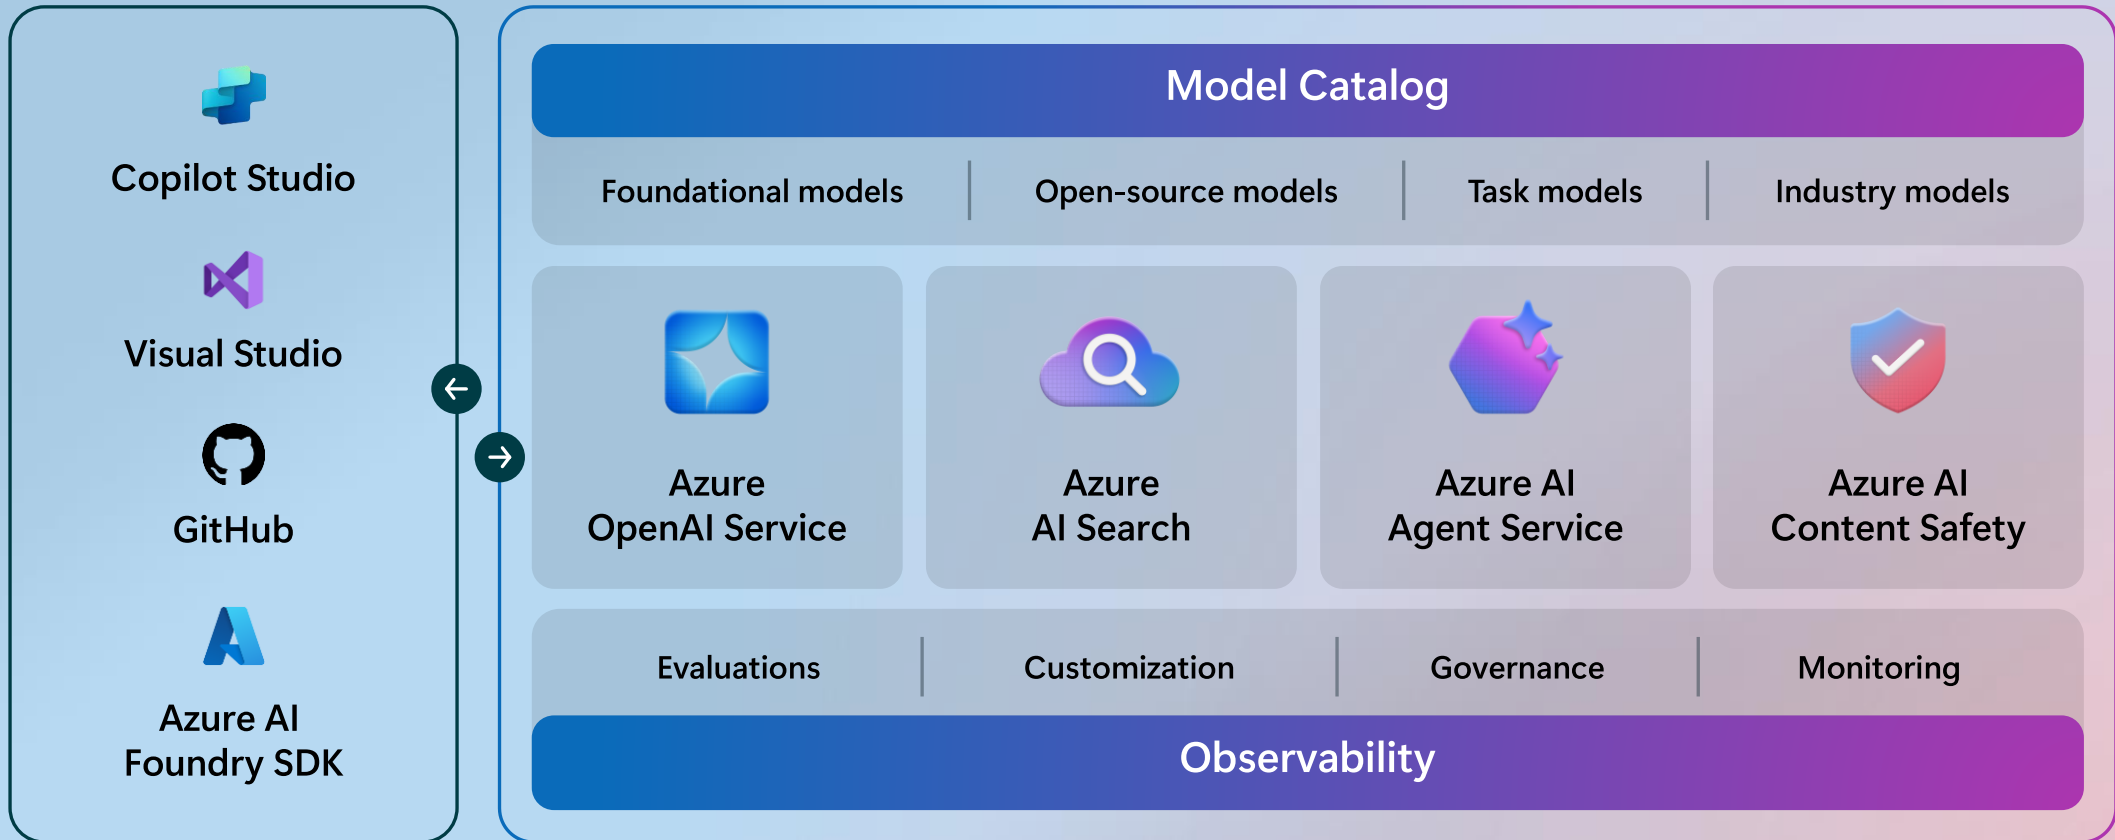 Copilot Studio
Visual Studio
GitHub
Azure AI
Foundry SDK
Model Catalog
Foundational models
Open-source models
Task models
Industry models
Azure
OpenAI Service
Azure
AI Search
Azure AI
Agent Service
Azure AI
Content Safety
Evaluations
Customization
Governance
Monitoring
Observability